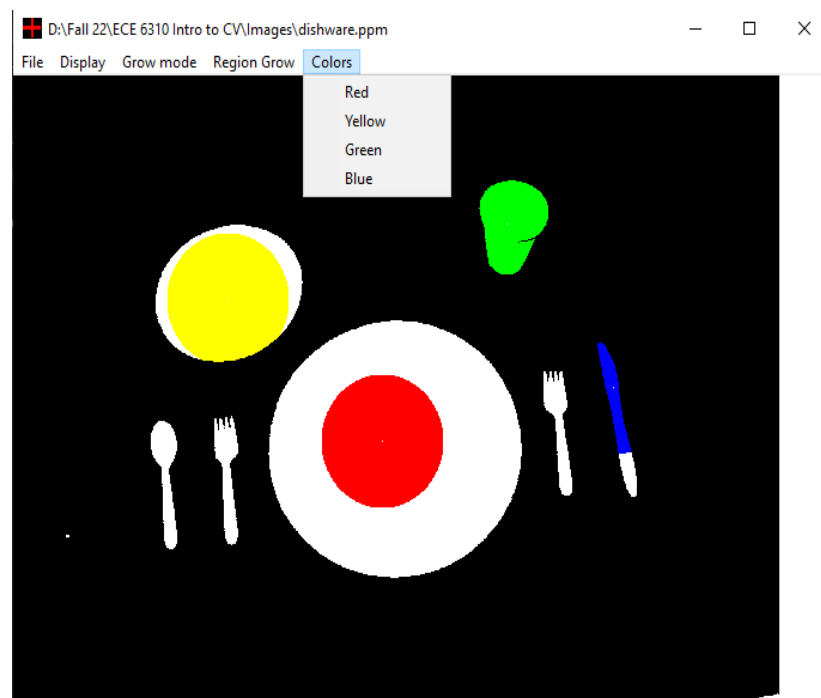 D:\Fall 22\ECE 6310 Intro to CV\Images\dishware.ppm
File Display Grow mode Region Grow Colors
Red
Yellow
Green
Blue